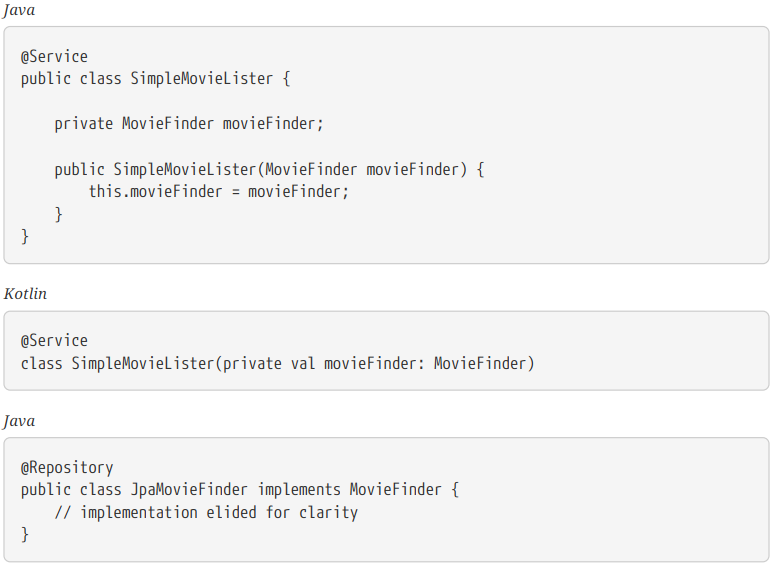 Java
@Service
public class SimpleMovieLister {
    private MovieFinder movieFinder;
    public SimpleMovieLister(MovieFinder movieFinder) {
        this.movieFinder = movieFinder;
    }
}
Kotlin
@Service
class SimpleMovieLister(private val movieFinder: MovieFinder)
Java
@Repository
public class JpaMovieFinder implements MovieFinder {
    // implementation elided for clarity
}